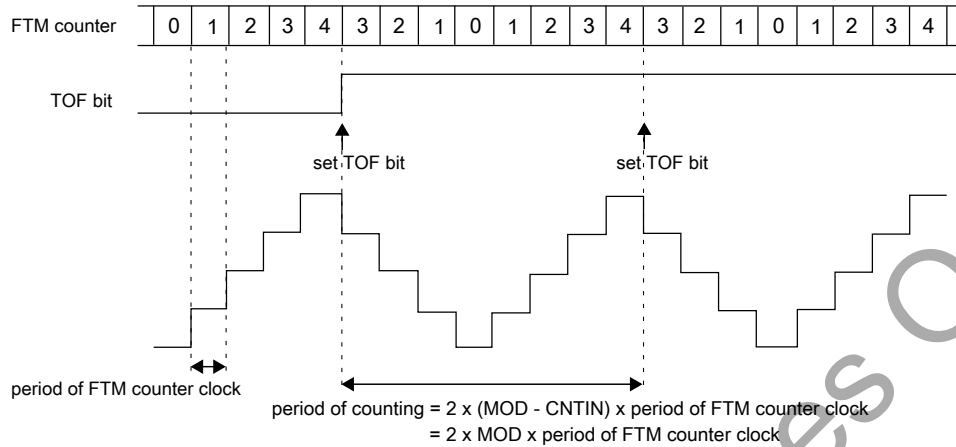 FTM counter 0 1 2 3 4 3 2 1 0 1 2 3 4 3 2 1 0 1 2 3 4
TOF bit
set TOF bit set TOF bit
period of FTM counter clock
period of counting = 2 x (MOD - CNTIN) x period of FTM counter clock
= 2 x MOD x period of FTM counter clock
es O